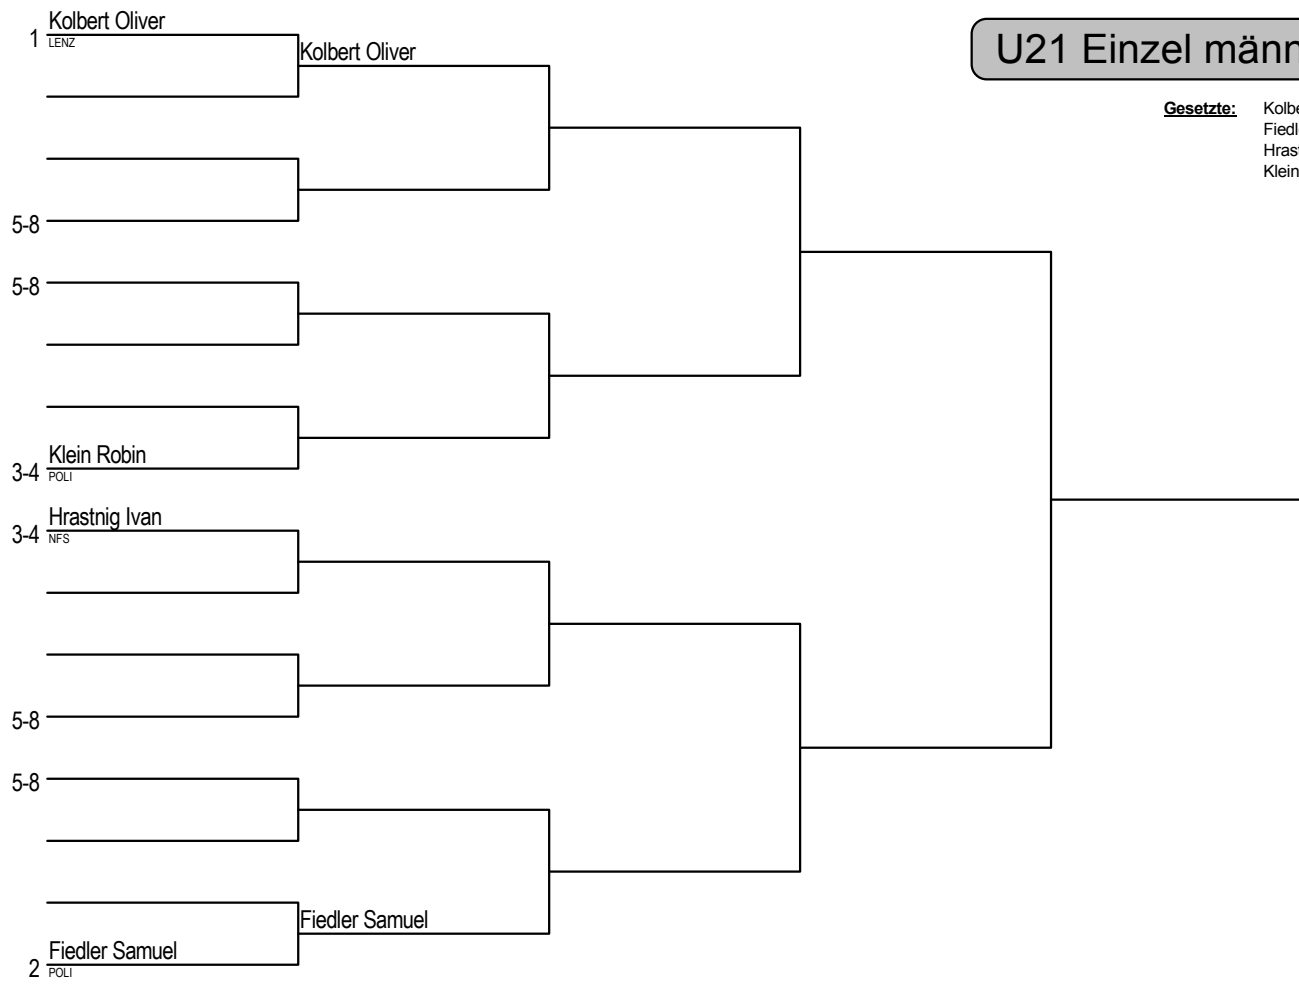 Kolbert Oliver
1 LENZ
Kolbert Oliver
U21 Einzel männ
Gesetzte: Kolbe
Fiedl
Hras
Klein
5-8
5-8
Klein Robin
3-4 POLI
Hrastnig Ivan
3-4 NFS
5-8
5-8
Fiedler Samuel
Fiedler Samuel
2 POLI